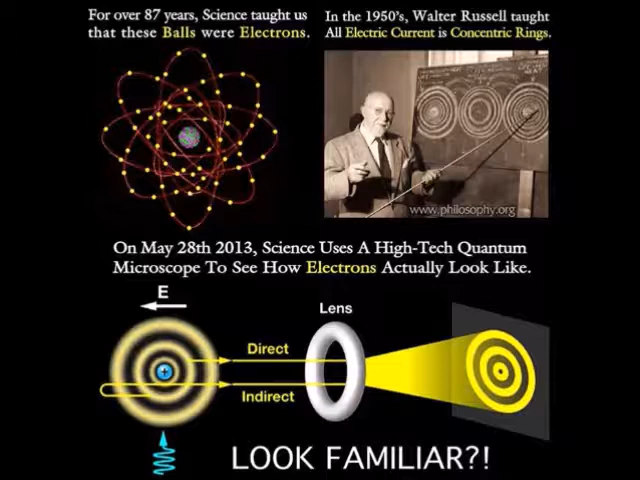 For over 87 years, Science taught us
that these Balls were Electrons.
In the 1950's, Walter Russell taught
All Electric Current is Concentric Rings.
www.philosophy.org
On May 28th 2013, Science Uses A High-Tech Quantum
Microscope To See How Electrons Actually Look Like.
E
Lens
Direct
+
Indirect
LOOK FAMILIAR?!